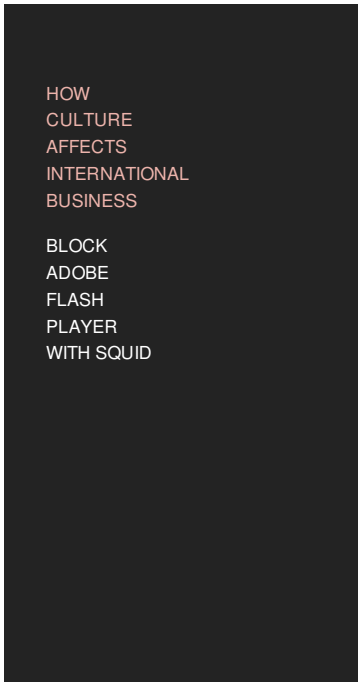 HOW
CULTURE
AFFECTS
INTERNATIONAL
BUSINESS
BLOCK
ADOBE
FLASH
PLAYER
WITH SQUID